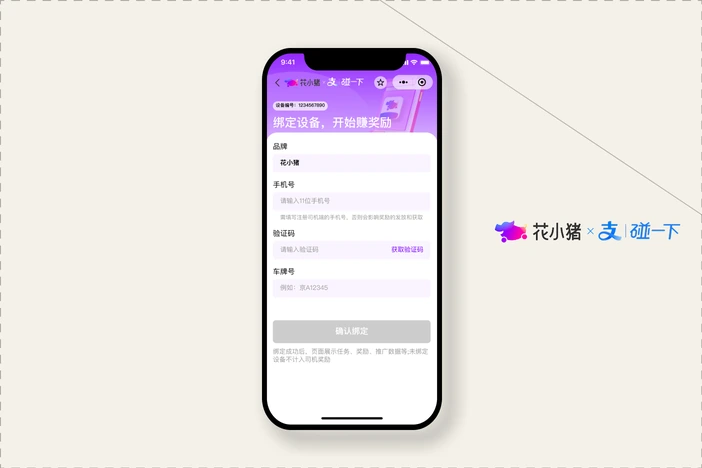 9:41
花小猪 × 支 碰一下
设备编号：1234567890
绑定设备，开始赚奖励
品牌
花小猪
手机号
请输入11位手机号
需填写注册司机端的手机号，否则会影响奖励的发放和获取
验证码
请输入验证码 获取验证码
车牌号
例如：京A12345
确认绑定
绑定成功后，页面展示任务、奖励、推广数据等;未绑定
设备不计入司机奖励
花小猪 × 支 | 碰一下